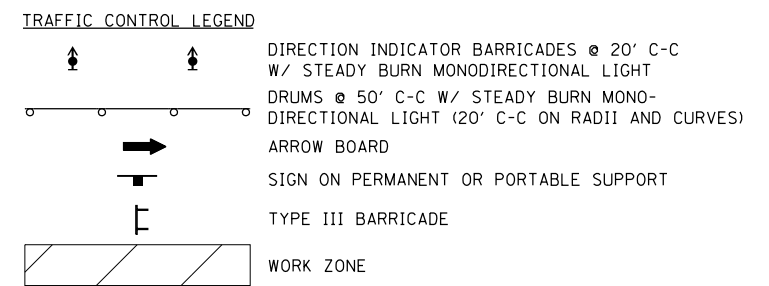 TRAFFIC CONTROL LEGEND
DIRECTION INDICATOR BARRICADES @ 20' C-C
W/ STEADY BURN MONODIRECTIONAL LIGHT
DRUMS @ 50' C-C W/ STEADY BURN MONO-
DIRECTIONAL LIGHT (20' C-C ON RADII AND CURVES)
ARROW BOARD
SIGN ON PERMANENT OR PORTABLE SUPPORT
TYPE III BARRICADE
WORK ZONE